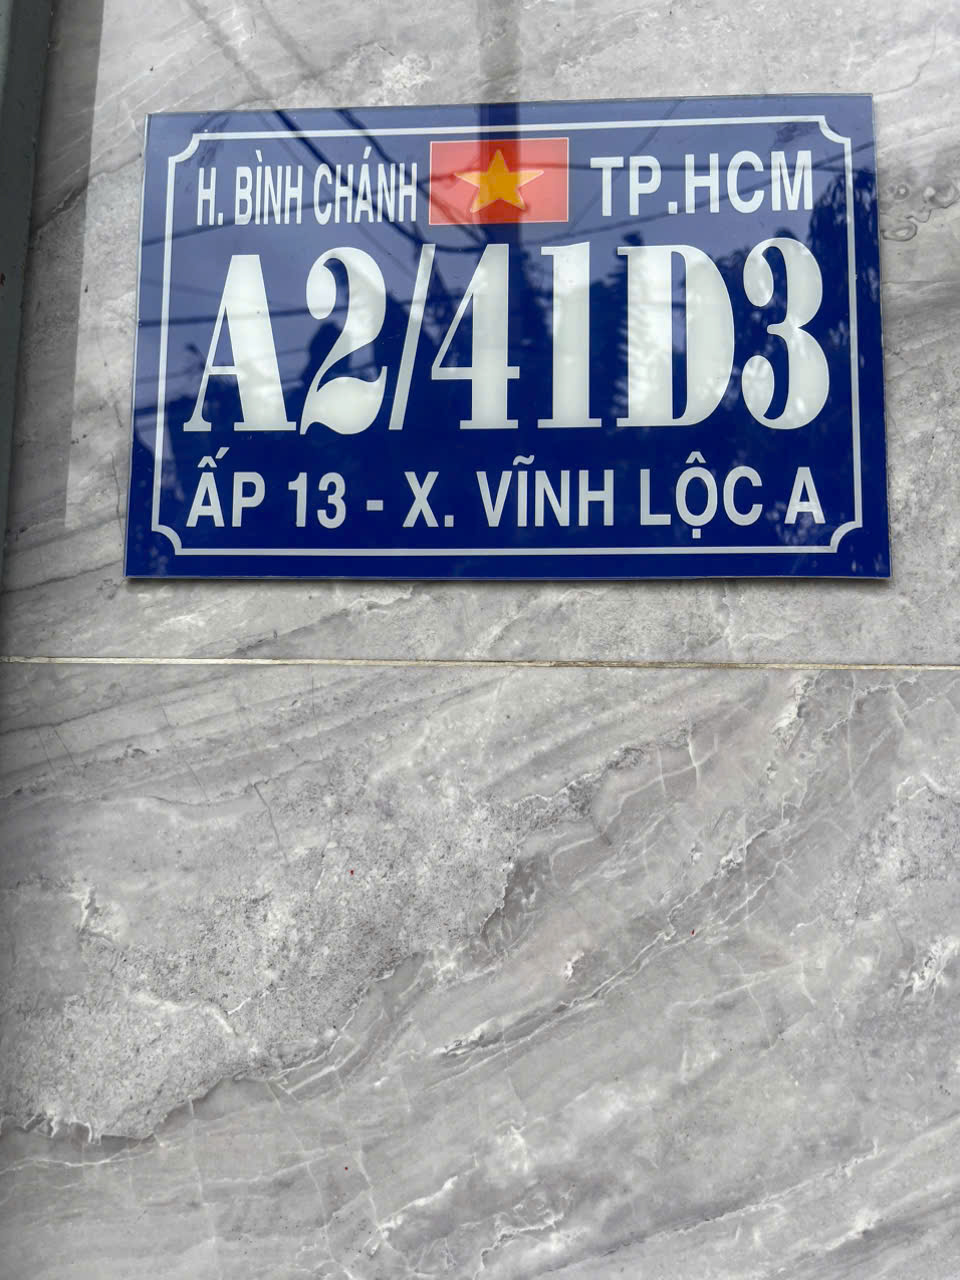 H. BÌNH CHÁNH TP.HCM
A2/41D3
ẤP 13 - X. VĨNH LỘC A